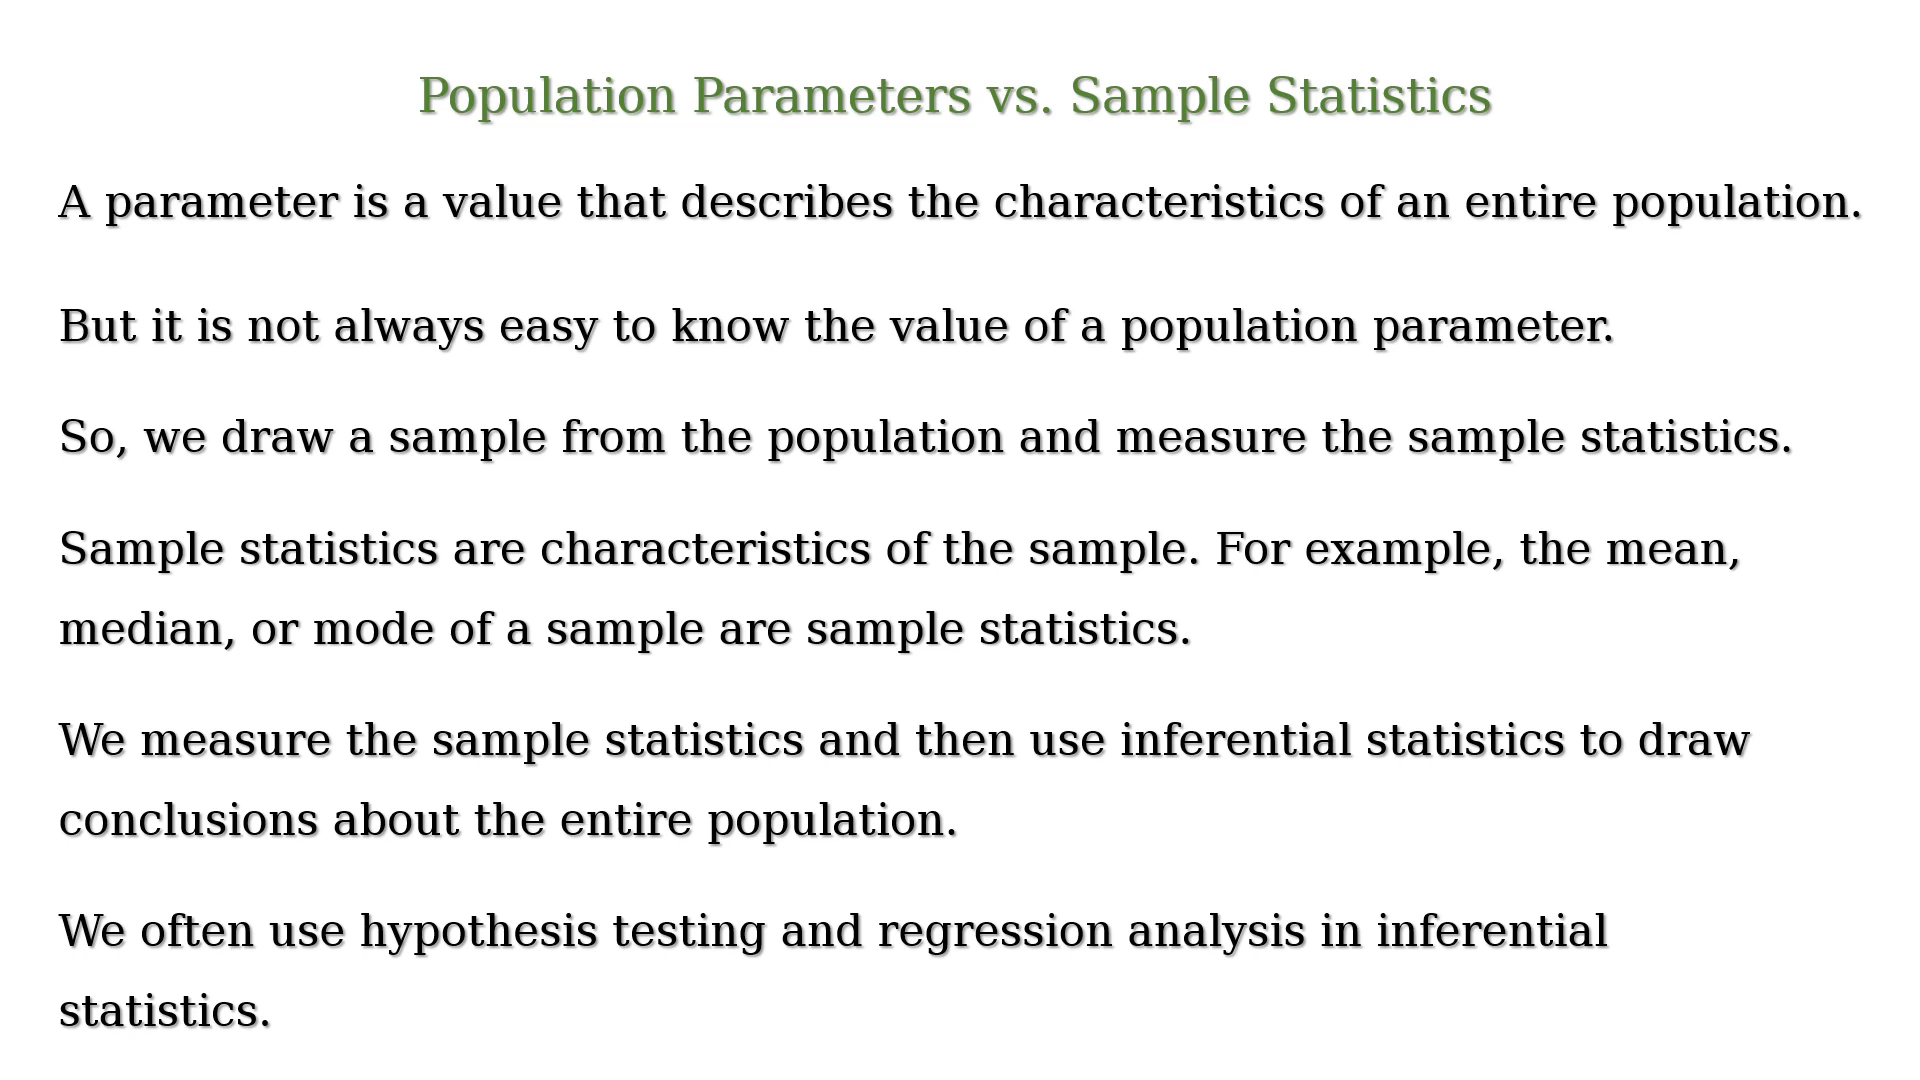 Population Parameters vs. Sample Statistics
A parameter is a value that describes the characteristics of an entire population.
But it is not always easy to know the value of a population parameter.
So, we draw a sample from the population and measure the sample statistics.
Sample statistics are characteristics of the sample. For example, the mean,
median, or mode of a sample are sample statistics.
We measure the sample statistics and then use inferential statistics to draw
conclusions about the entire population.
We often use hypothesis testing and regression analysis in inferential
statistics.